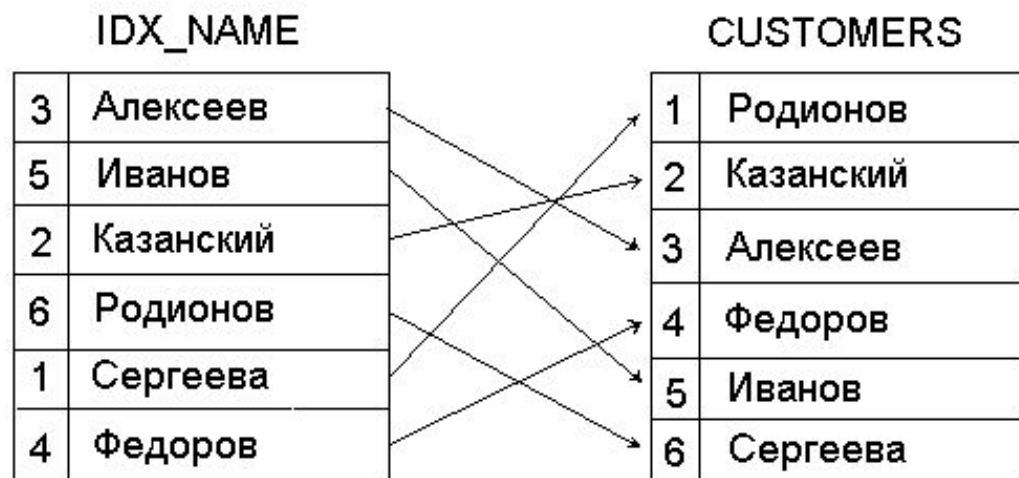 IDX_NAME
3 Алексеев
5 Иванов
2 Казанский
6 Родионов
1 Сергеева
4 Федоров
CUSTOMERS
1 Родионов
2 Казанский
3 Алексеев
4 Федоров
5 Иванов
6 Сергеева